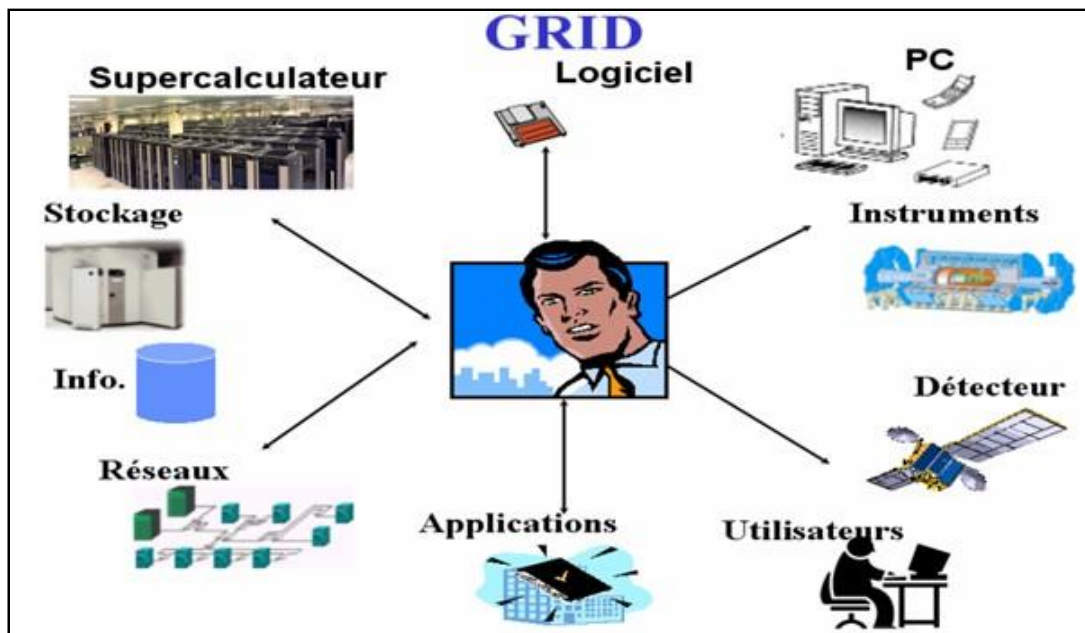 GRID
Supercalculateur
Logiciel
PC
Stockage
Instruments
Info.
Détecteur
Réseaux
Applications
Utilisateurs